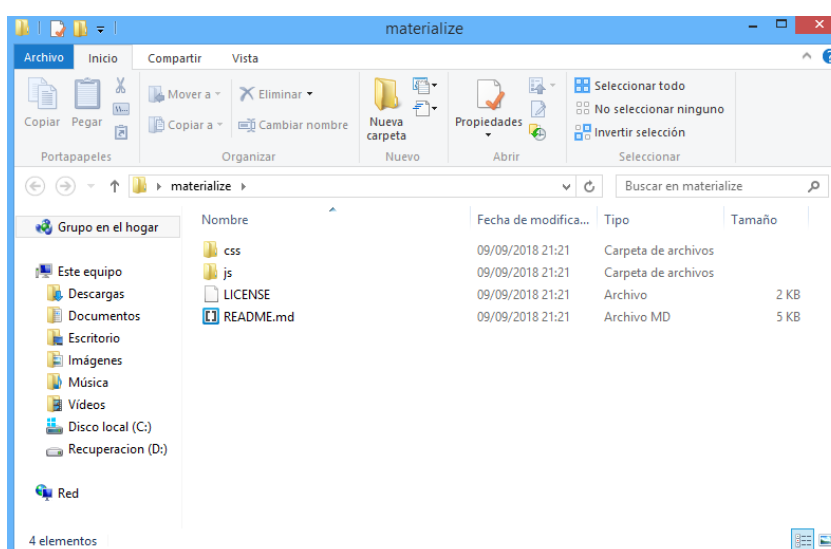 materialize
Archivo Inicio Compartir Vista
Copiar Pegar Mover a Copiar a Eliminar Cambiar nombre Nueva carpeta Propiedades Seleccionar todo No seleccionar ninguno Invertir selección
Portapapeles Organizar Nuevo Abrir Seleccionar
materialize Buscar en materialize
Nombre Fecha de modifica... Tipo Tamaño
Grupo en el hogar
Este equipo
Descargas
Documentos
Escritorio
Imágenes
Música
Vídeos
Disco local (C:)
Recuperacion (D:)
Red
css 09/09/2018 21:21 Carpeta de archivos
js 09/09/2018 21:21 Carpeta de archivos
LICENSE 09/09/2018 21:21 Archivo 2 KB
README.md 09/09/2018 21:21 Archivo MD 5 KB
4 elementos